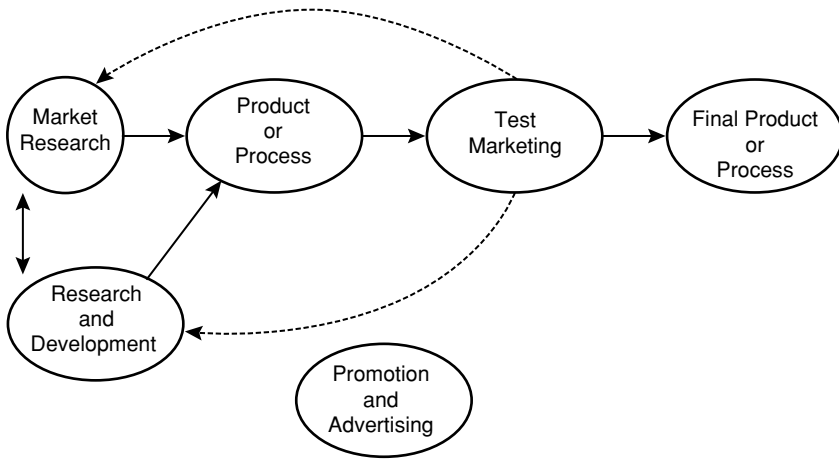 Market
Research
Product
or
Process
Test
Marketing
Final Product
or
Process
Research
and
Development
Promotion
and
Advertising